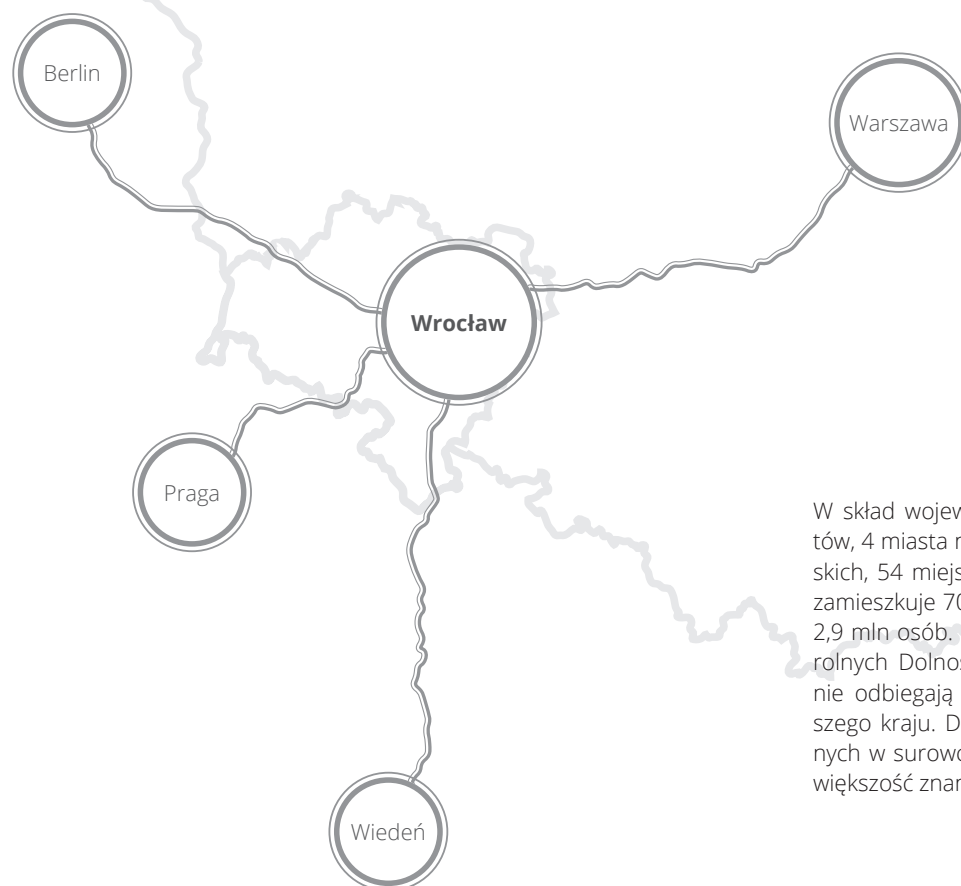 Berlin
Warszawa
Wrocław
Praga
Wiedeń
W skład
tów, 4 miasta
skich, 54
zamieszkuje
2,9 mln osób.
rolnych
nie odbiegają
szego kraju.
nych w
większość